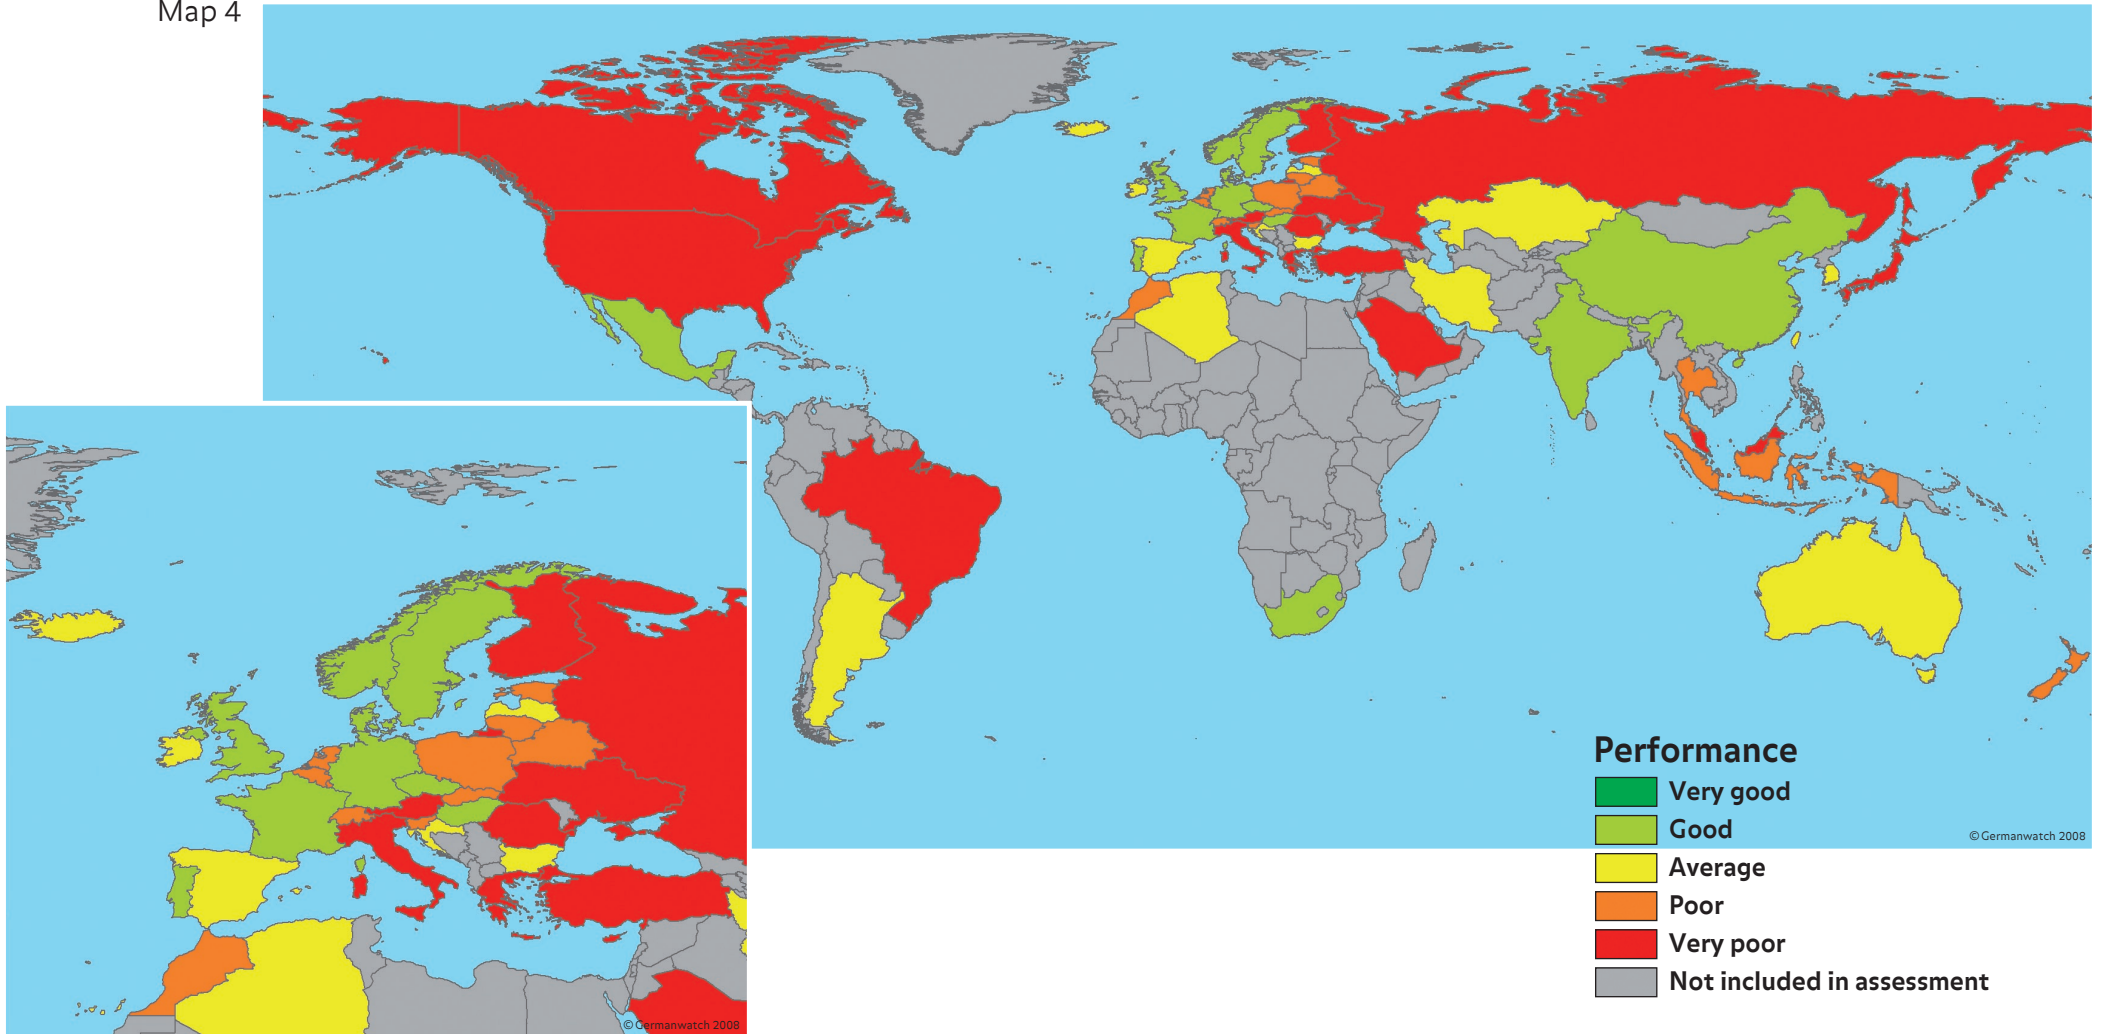 Map 4
Performance
Very good
Good
Average
Poor
Very poor
Not included in assessment
© Germanwatch 2008
© Germanwatch 2008